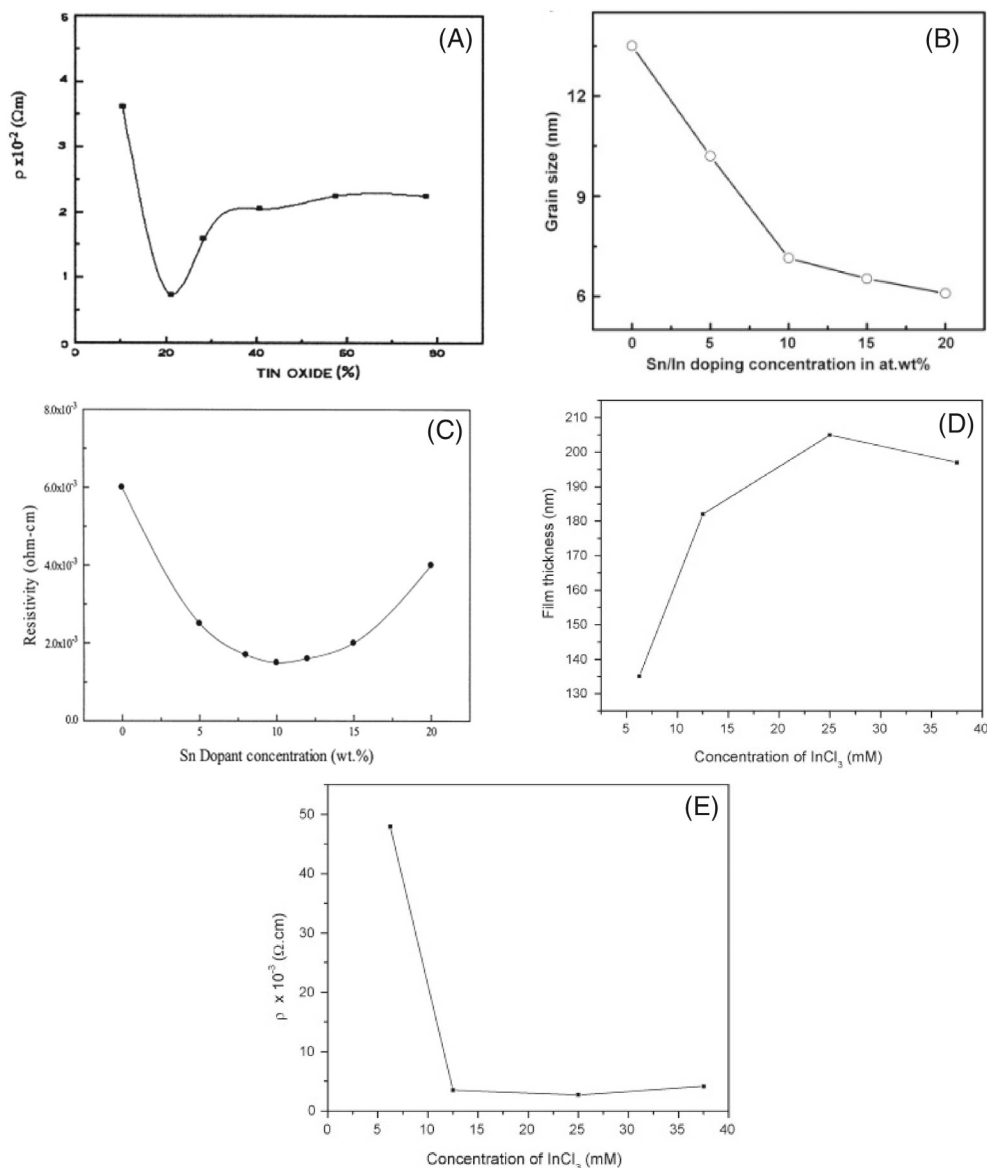 (A)
5
4
3
2
1
0
ρ x10⁻² (Ωm)
0 20 40 60 80
TIN OXIDE (%)
(B)
12
9
6
Grain size (nm)
0 5 10 15 20
Sn/In doping concentration in at.wt%
(C)
8.0x10⁻³
6.0x10⁻³
4.0x10⁻³
2.0x10⁻³
0.0
Resistivity (ohm-cm)
0 5 10 15 20
Sn Dopant concentration (wt.%)
(D)
210
205
200
190
180
170
165
160
150
145
140
130
Film thickness (nm)
5 10 15 20 25 30 35 40
Concentration of InCl₃ (mM)
(E)
50
40
30
20
10
0
ρ x 10⁻³ (Ω.cm)
0 5 10 15 20 25 30 35 40
Concentration of InCl₃ (mM)